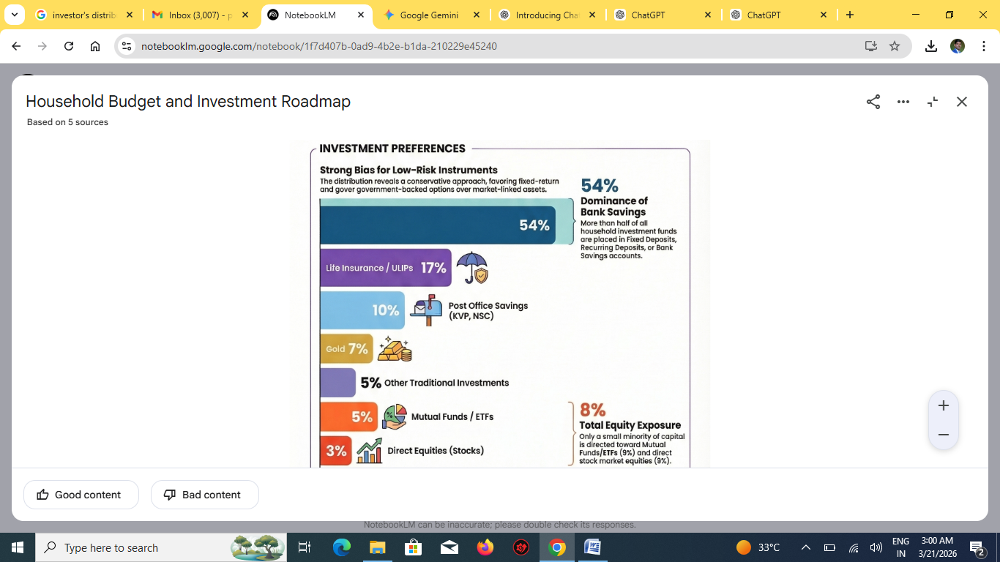 investor's distrib
Inbox (3,007) - p
NotebookLM
Google Gemini
Introducing Cha
ChatGPT
ChatGPT
notebooklm.google.com/notebook/1f7d407b-0ad9-4b2e-b1da-210229e45240
Household Budget and Investment Roadmap
Based on 5 sources
INVESTMENT PREFERENCES
Strong Bias for Low-Risk Instruments
The distribution reveals a conservative approach, favoring fixed-return
and gover government-backed options over market-linked assets.
54%
54%
Dominance of
Bank Savings
More than half of all
household investment funds
are placed in Fixed Deposits,
Recurring Deposits, or Bank
Savings accounts.
Life Insurance / ULIPs 17%
10%
Post Office Savings
(KVP, NSC)
Gold 7%
5% Other Traditional Investments
5%
Mutual Funds / ETFs
3%
Direct Equities (Stocks)
8%
Total Equity Exposure
Only a small minority of capital
is directed toward Mutual
Funds/ETFs (9%) and direct
stock market equities (9%).
Good content
Bad content
NotebookLM can be inaccurate; please double check its responses.
Type here to search
33°C
ENG
IN
3:00 AM
3/21/2026
2